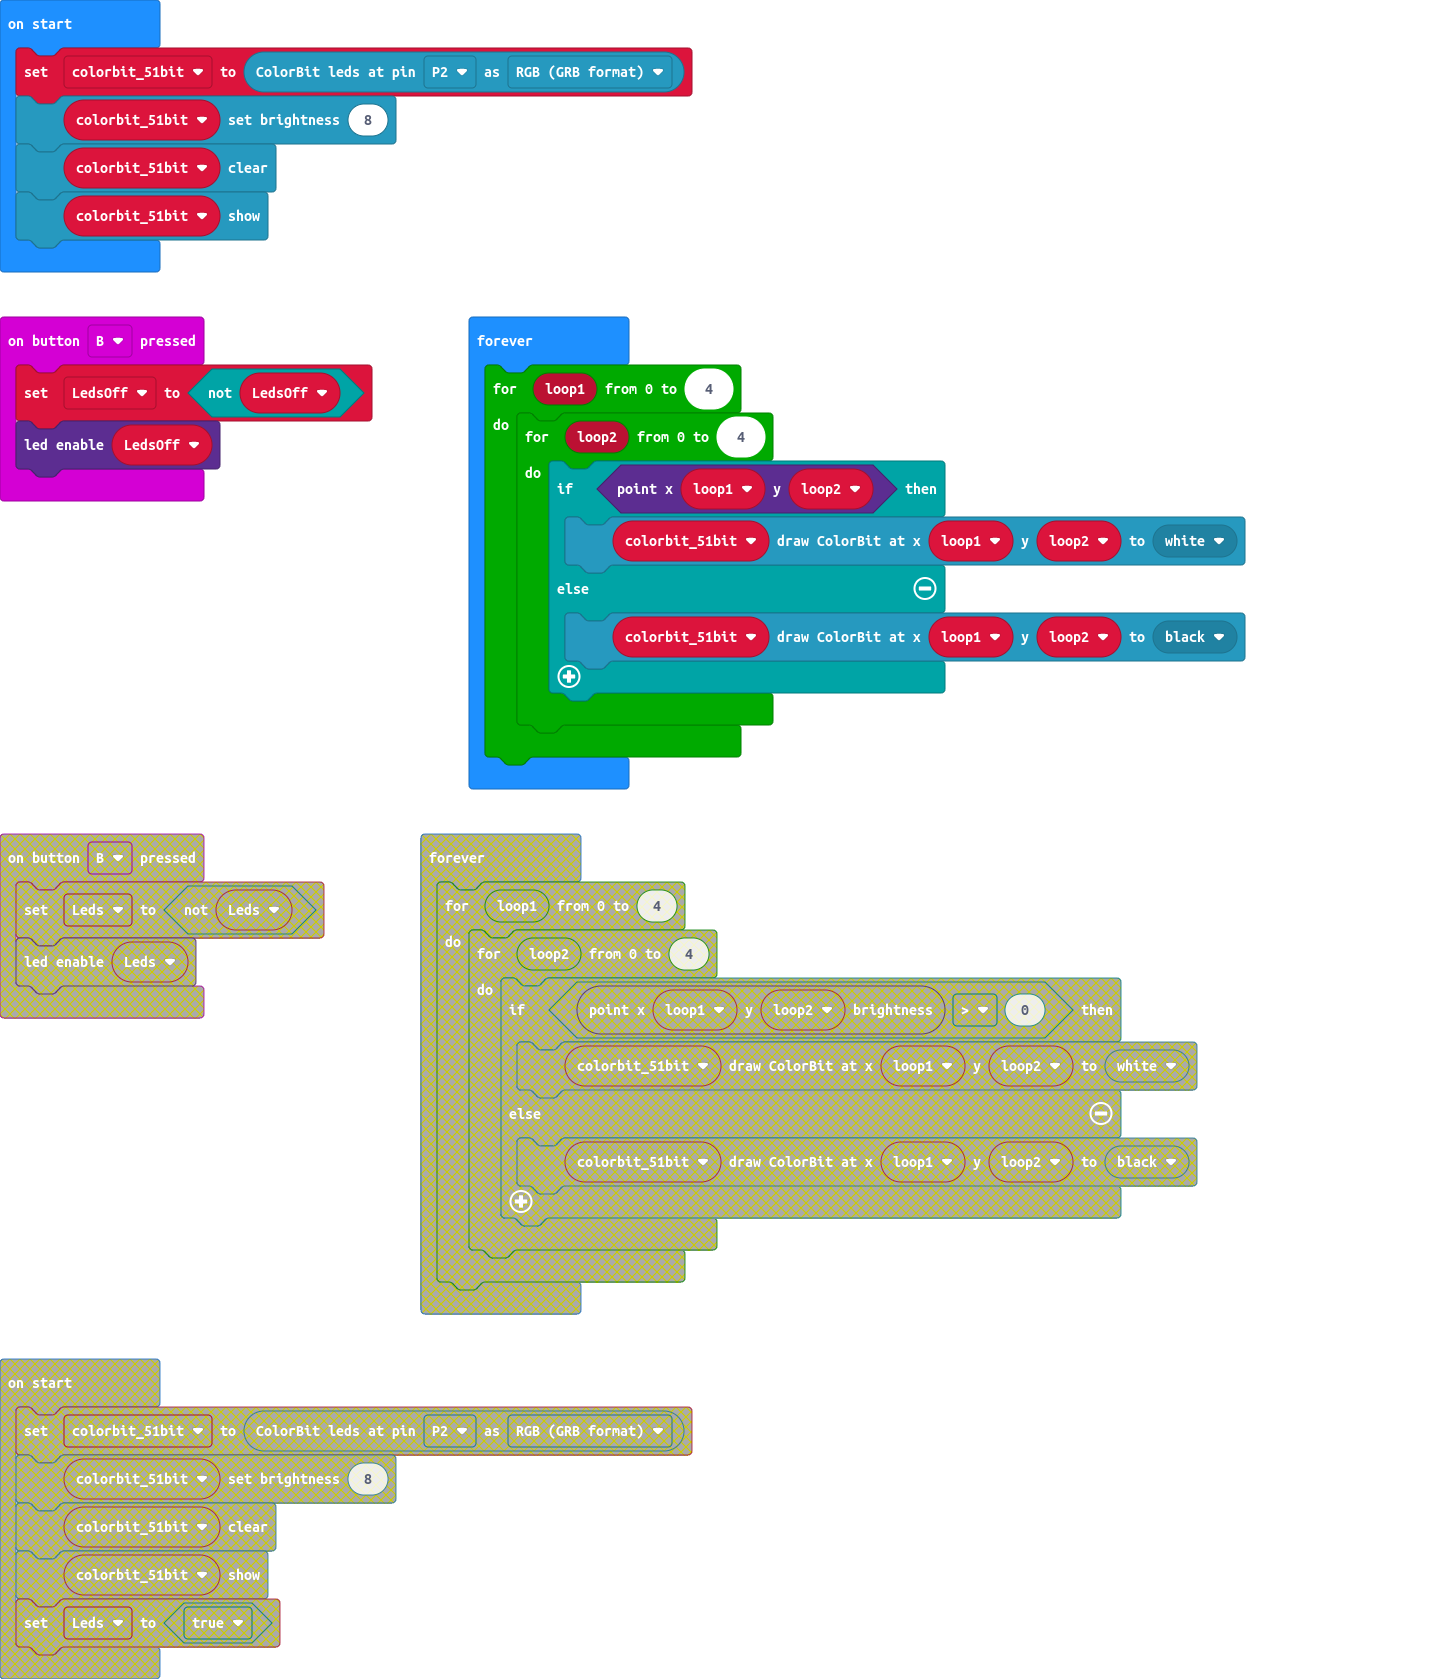 on start
set colorbit_51bit to ColorBit leds at pin P2 as RGB (GRB format)
colorbit_51bit set brightness 8
colorbit_51bit clear
colorbit_51bit show
on button B pressed
set LedsOff to not LedsOff
led enable LedsOff
forever
for loop1 from 0 to 4
do
for loop2 from 0 to 4
do
if point x loop1 y loop2 then
colorbit_51bit draw ColorBit at x loop1 y loop2 to white
else
colorbit_51bit draw ColorBit at x loop1 y loop2 to black
on button B pressed
set Leds to not Leds
led enable Leds
forever
for loop1 from 0 to 4
do
for loop2 from 0 to 4
do
if point x loop1 y loop2 brightness > 0 then
colorbit_51bit draw ColorBit at x loop1 y loop2 to white
else
colorbit_51bit draw ColorBit at x loop1 y loop2 to black
on start
set colorbit_51bit to ColorBit leds at pin P2 as RGB (GRB format)
colorbit_51bit set brightness 8
colorbit_51bit clear
colorbit_51bit show
set Leds to true